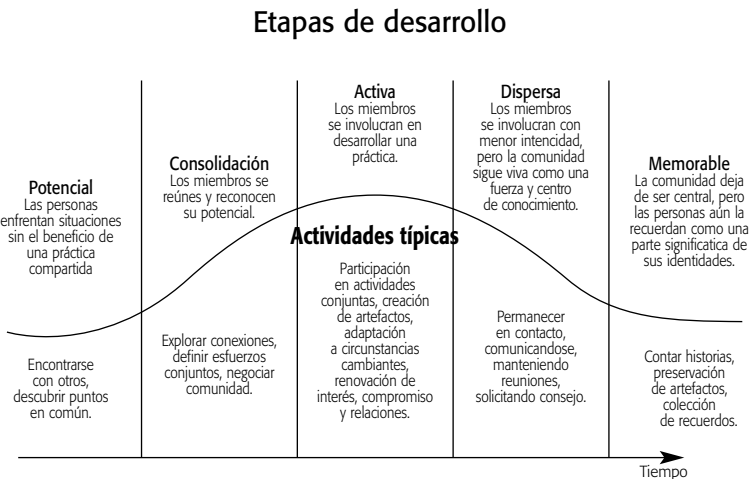 Etapas de desarrollo
Potencial
Las personas
enfrentan situaciones
sin el beneficio de
una práctica
compartida
Consolidación
Los miembros se
reúnes y reconocen
su potencial.
Activa
Los miembros
se involucran en
desarrollar una
práctica.
Dispersa
Los miembros
se involucran con
menor intencidad,
pero la comunidad
sigue viva como una
fuerza y centro
de conocimiento.
Memorable
La comunidad deja
de ser central, pero
las personas aún la
recuerdan como una
parte significatica de
sus identidades.
Actividades típicas
Encontrarse
con otros,
descubrir puntos
en común.
Explorar conexiones,
definir esfuerzos
conjuntos, negociar
comunidad.
Participación
en actividades
conjuntas, creación
de artefactos,
adaptación
a circunstancias
cambiantes,
renovación de
interés, compromiso
y relaciones.
Permanecer
en contacto,
comunicandose,
manteniendo
reuniones,
solicitando consejo.
Contar historias,
preservación
de artefactos,
colección
de recuerdos.
Tiempo